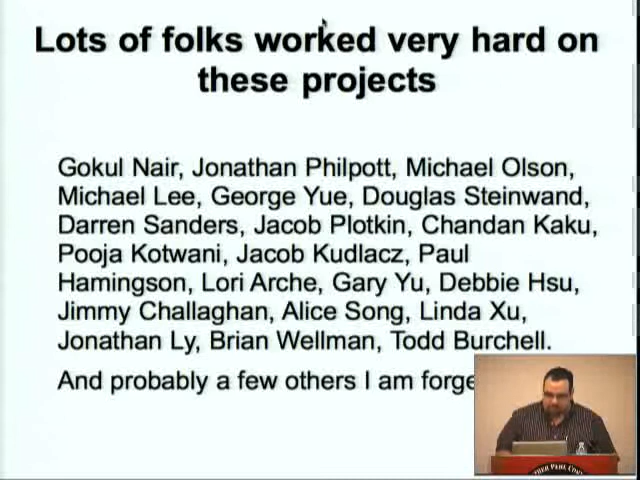 Lots of folks worked very hard on
these projects
Gokul Nair, Jonathan Philpott, Michael Olson,
Michael Lee, George Yue, Douglas Steinwand,
Darren Sanders, Jacob Plotkin, Chandan Kaku,
Pooja Kotwani, Jacob Kudlacz, Paul
Hamingson, Lori Arche, Gary Yu, Debbie Hsu,
Jimmy Challaghan, Alice Song, Linda Xu,
Jonathan Ly, Brian Wellman, Todd Burchell.
And probably a few others I am forge